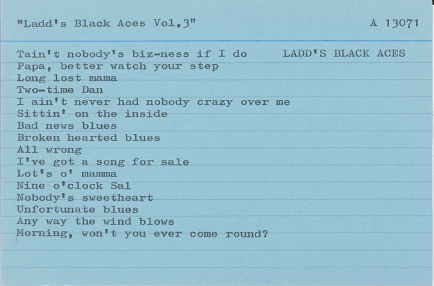 "Ladd's Black Aces Vol.3" A 13071
Tain't nobody's biz-ness if I do LADD'S BLACK ACES
Papa, better watch your step
Long lost mama
Two-time Dan
I ain't never had nobody crazy over me
Sittin' on the inside
Bad news blues
Broken hearted blues
All wrong
I've got a song for sale
Lot's o' mamma
Nine o'clock Sal
Nobody's sweetheart
Unfortunate blues
Any way the wind blows
Morning, won't you ever come round?